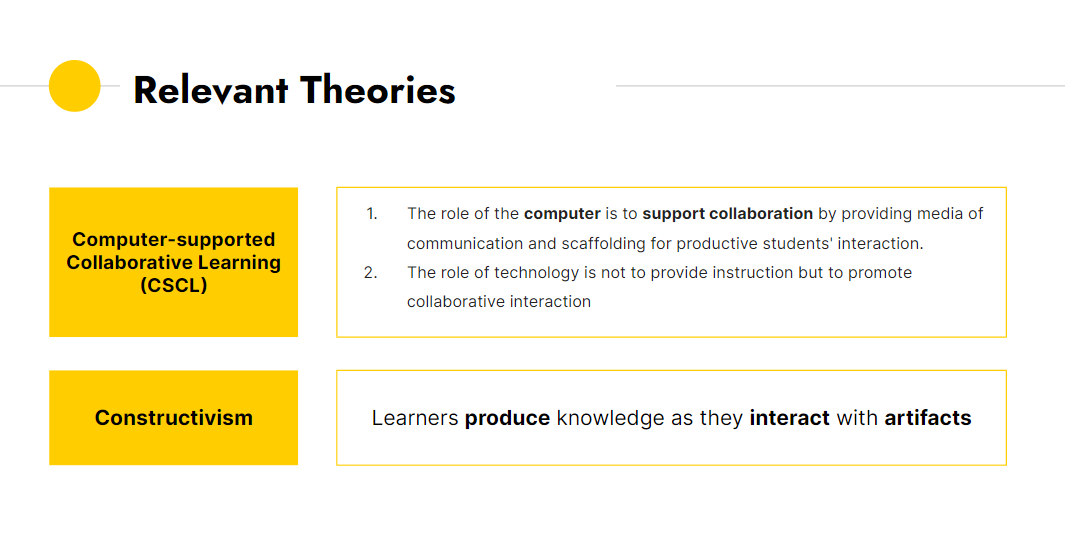 Relevant Theories
Computer-supported
Collaborative Learning
(CSCL)
1. The role of the computer is to support collaboration by providing media of
communication and scaffolding for productive students' interaction.
2. The role of technology is not to provide instruction but to promote
collaborative interaction
Constructivism
Learners produce knowledge as they interact with artifacts